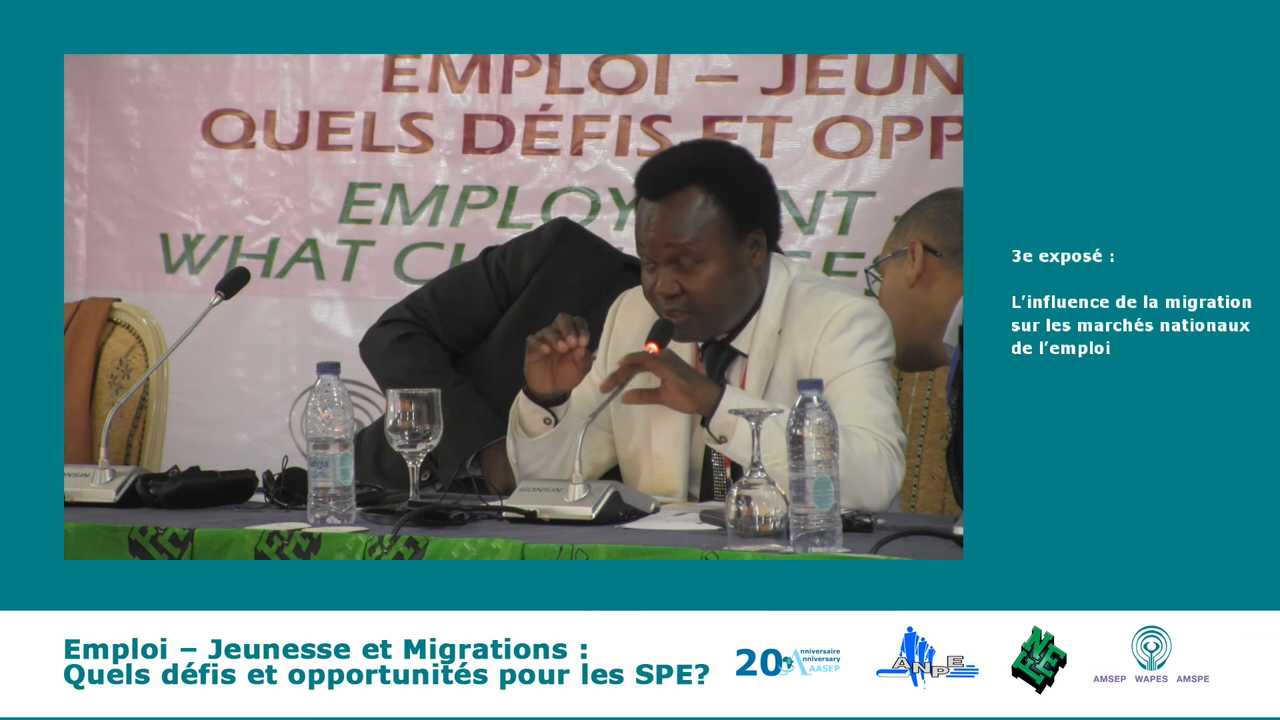 EMPLOI – JEUN
QUELS DÉFIS ET OPP
EMPLOY NT
WHAT CH
GONSIN
3e exposé :
L’influence de la migration
sur les marchés nationaux
de l’emploi
Emploi – Jeunesse et Migrations :
Quels défis et opportunités pour les SPE?
20 Anniversaire
Anniversary
AASEP
ANPE
AMSEP WAPES AMSPE